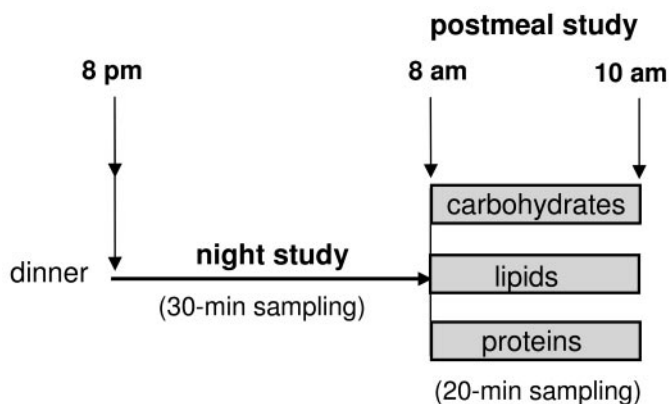 postmeal study
8 pm
8 am
10 am
carbohydrates
night study
dinner
lipids
(30-min sampling)
proteins
(20-min sampling)